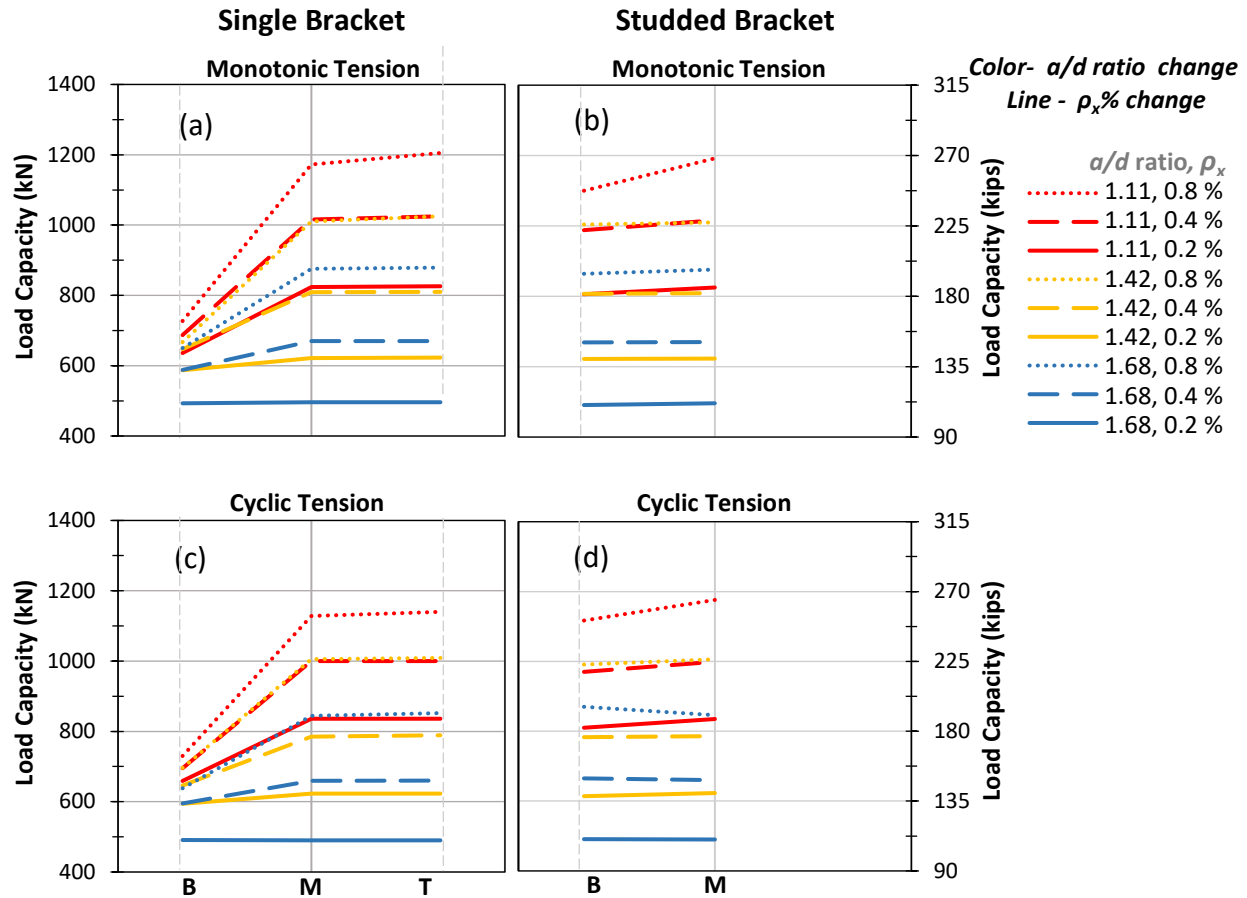 Single Bracket
Studded Bracket
Monotonic Tension
Monotonic Tension
Color- a/d ratio change
Line - ρx% change
(a)
(b)
1400
1200
1000
800
600
400
Load Capacity (kN)
315
270
225
180
135
90
Load Capacity (kips)
a/d ratio, ρx
1.11, 0.8 %
1.11, 0.4 %
1.11, 0.2 %
1.42, 0.8 %
1.42, 0.4 %
1.42, 0.2 %
1.68, 0.8 %
1.68, 0.4 %
1.68, 0.2 %
Cyclic Tension
Cyclic Tension
(c)
(d)
1400
1200
1000
800
600
400
Load Capacity (kN)
315
270
225
180
135
90
Load Capacity (kips)
B M T
B M